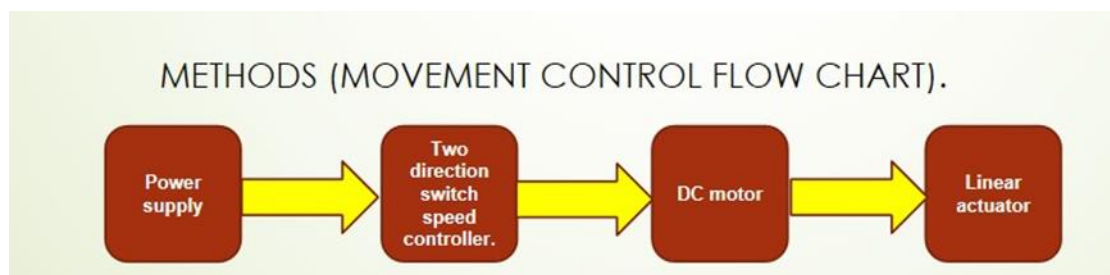 METHODS (MOVEMENT CONTROL FLOW CHART).
Power
supply
Two
direction
switch
speed
controller.
DC motor
Linear
actuator